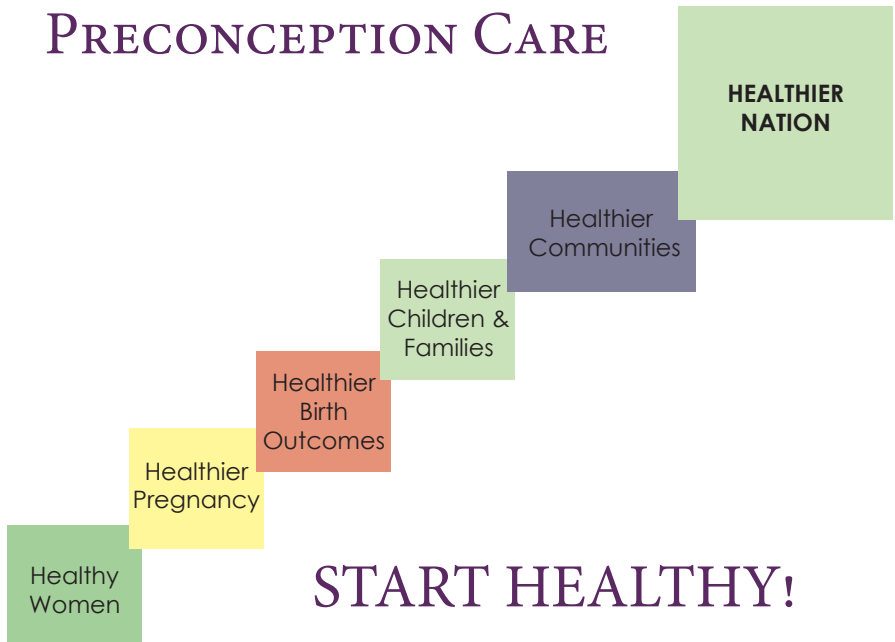 PRECONCEPTION CARE
HEALTHIER
NATION
Healthier
Communities
Healthier
Children &
Families
Healthier
Birth
Outcomes
Healthier
Pregnancy
Healthy
Women
START HEALTHY!